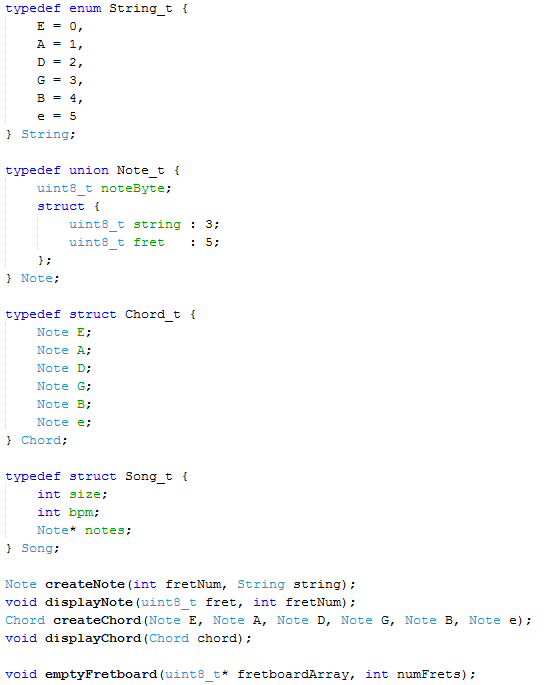 typedef enum String_t {
    E = 0,
    A = 1,
    D = 2,
    G = 3,
    B = 4,
    e = 5
} String;

typedef union Note_t {
    uint8_t noteByte;
    struct {
        uint8_t string : 3;
        uint8_t fret   : 5;
    };
} Note;

typedef struct Chord_t {
    Note E;
    Note A;
    Note D;
    Note G;
    Note B;
    Note e;
} Chord;

typedef struct Song_t {
    int size;
    int bpm;
    Note* notes;
} Song;

Note createNote(int fretNum, String string);
void displayNote(uint8_t fret, int fretNum);
Chord createChord(Note E, Note A, Note D, Note G, Note B, Note e);
void displayChord(Chord chord);

void emptyFretboard(uint8_t* fretboardArray, int numFrets);